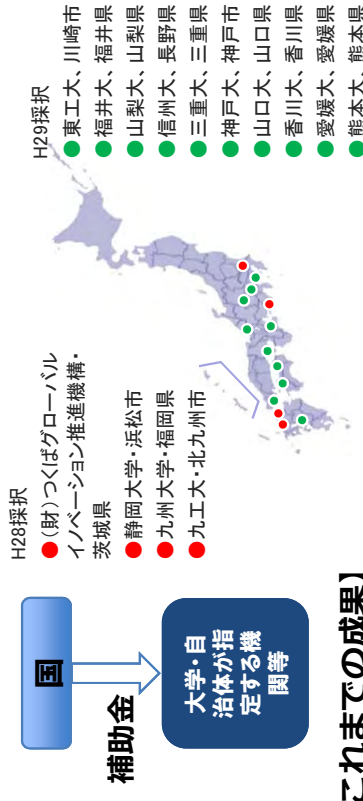 国
補助金
大学・自
治体が指
定する機
関等
H28採択
●(財)つくばグローバル
イノベーション推進機構・
茨城県
●静岡大学・浜松市
●九州大学・福岡県
●九工大・北九州市
H29採択
●東工大、川崎市
●福井大、福井県
●山梨大、山梨県
●信州大、長野県
●三重大、三重県
●神戸大、神戸市
●山口大、山口県
●香川大、香川県
●愛媛大、愛媛県
●熊本大、熊本県
これまでの成果】